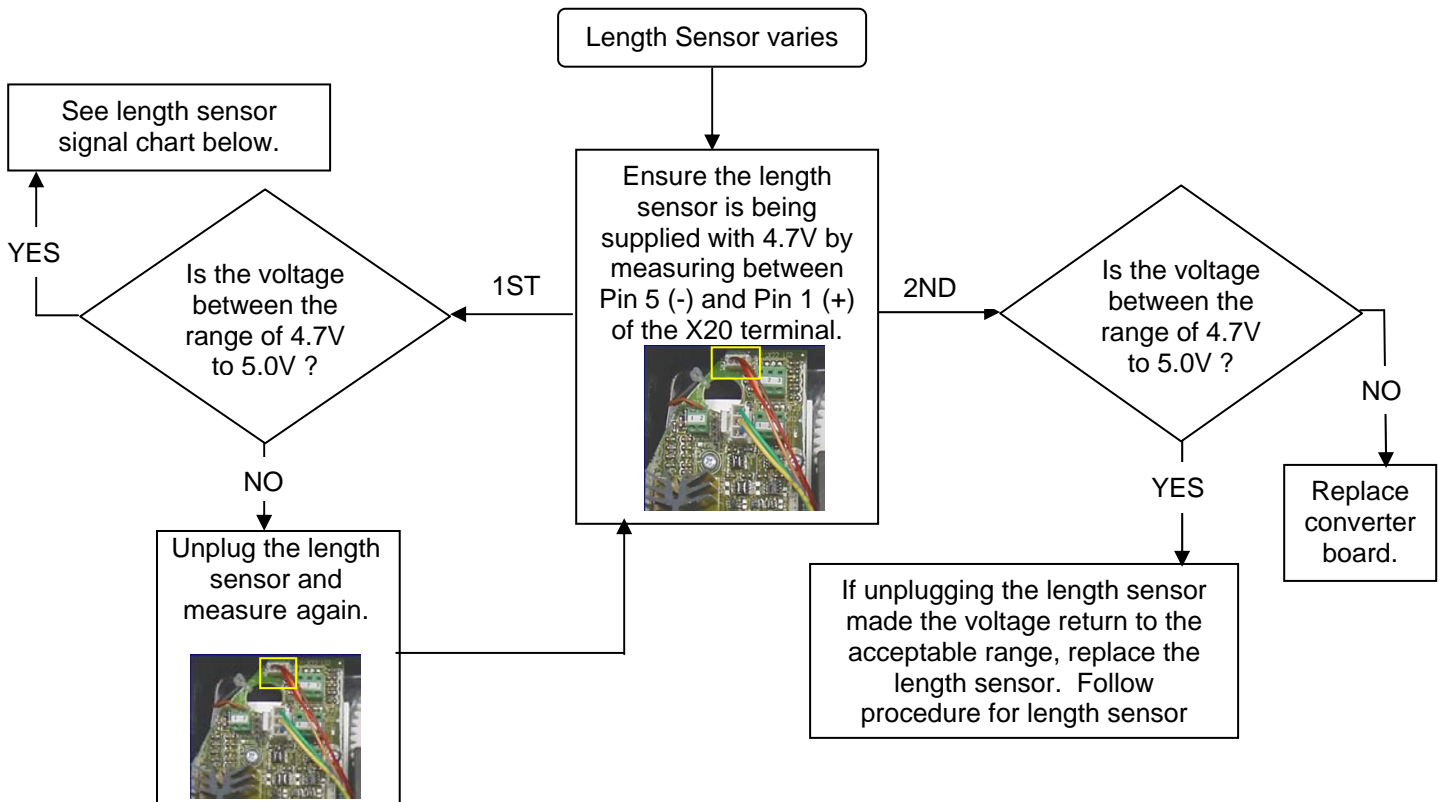 Length Sensor varies
See length sensor
signal chart below.
Ensure the length
sensor is being
supplied with 4.7V by
measuring between
Pin 5 (-) and Pin 1 (+)
of the X20 terminal.
YES
Is the voltage
between the
range of 4.7V
to 5.0V ?
1ST
2ND
Is the voltage
between the
range of 4.7V
to 5.0V ?
NO
NO
YES
Unplug the length
sensor and
measure again.
Replace
converter
board.
If unplugging the length sensor
made the voltage return to the
acceptable range, replace the
length sensor. Follow
procedure for length sensor